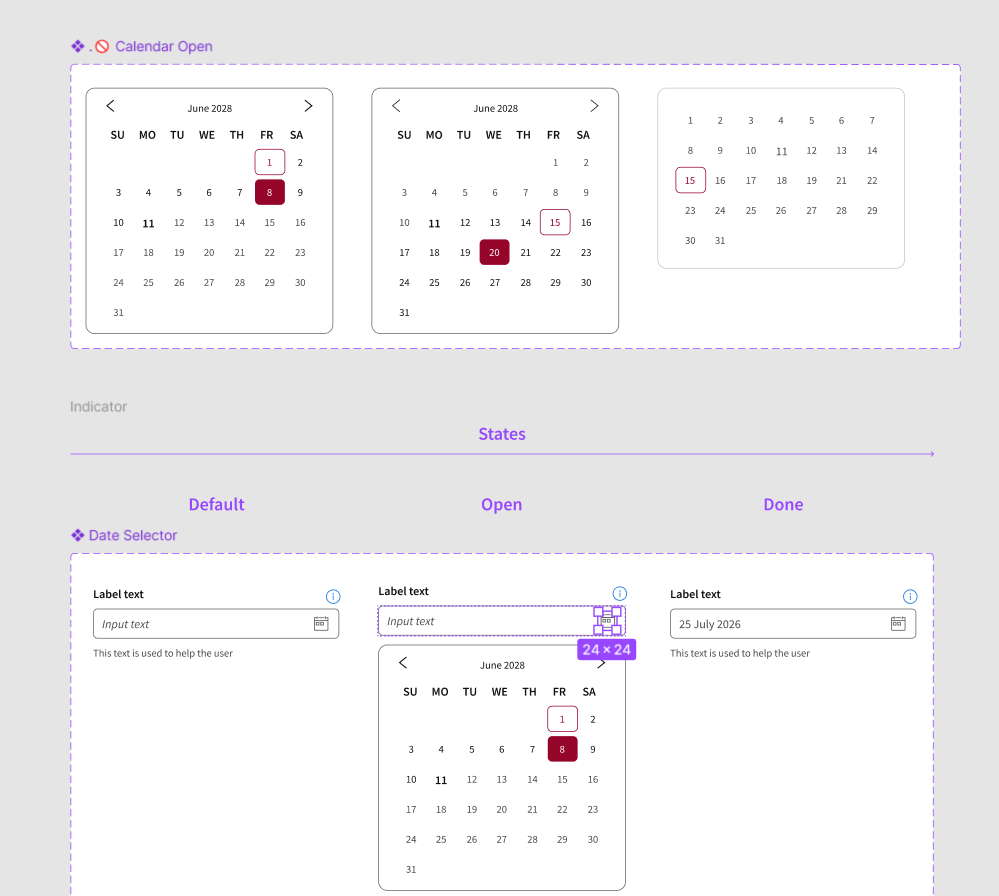 . Calendar Open
June 2028
SU MO TU WE TH FR SA
1 2
3 4 5 6 7 8 9
10 11 12 13 14 15 16
17 18 19 20 21 22 23
24 25 26 27 28 29 30
31
June 2028
SU MO TU WE TH FR SA
1 2
3 4 5 6 7 8 9
10 11 12 13 14 15 16
17 18 19 20 21 22 23
24 25 26 27 28 29 30
31
1 2 3 4 5 6 7
8 9 10 11 12 13 14
15 16 17 18 19 21 22
23 24 25 26 27 28 29
30 31
Indicator
States
Default
Open
Done
Date Selector
Label text
Input text
This text is used to help the user
Label text
Input text
24 × 24
June 2028
SU MO TU WE TH FR SA
1 2
3 4 5 6 7 8 9
10 11 12 13 14 15 16
17 18 19 20 21 22 23
24 25 26 27 28 29 30
31
Label text
25 July 2026
This text is used to help the user